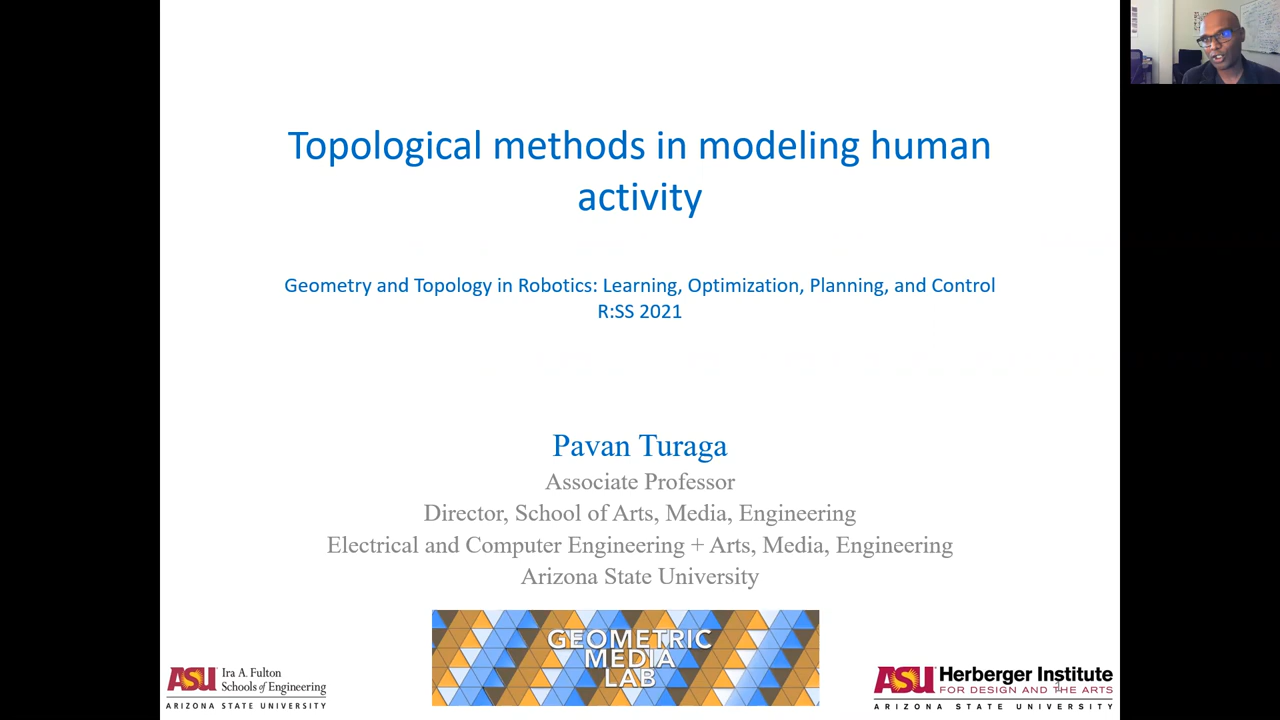 Topological methods in modeling human
activity
Geometry and Topology in Robotics: Learning, Optimization, Planning, and Control
R:SS 2021
Pavan Turaga
Associate Professor
Director, School of Arts, Media, Engineering
Electrical and Computer Engineering + Arts, Media, Engineering
Arizona State University
GEOMETRIC
MEDIA
LAB
ASU Ira A. Fulton
Schools of Engineering
ARIZONA STATE UNIVERSITY
ASU Herberger Institute
FOR DESIGN AND THE ARTS
ARIZONA STATE UNIVERSITY
1